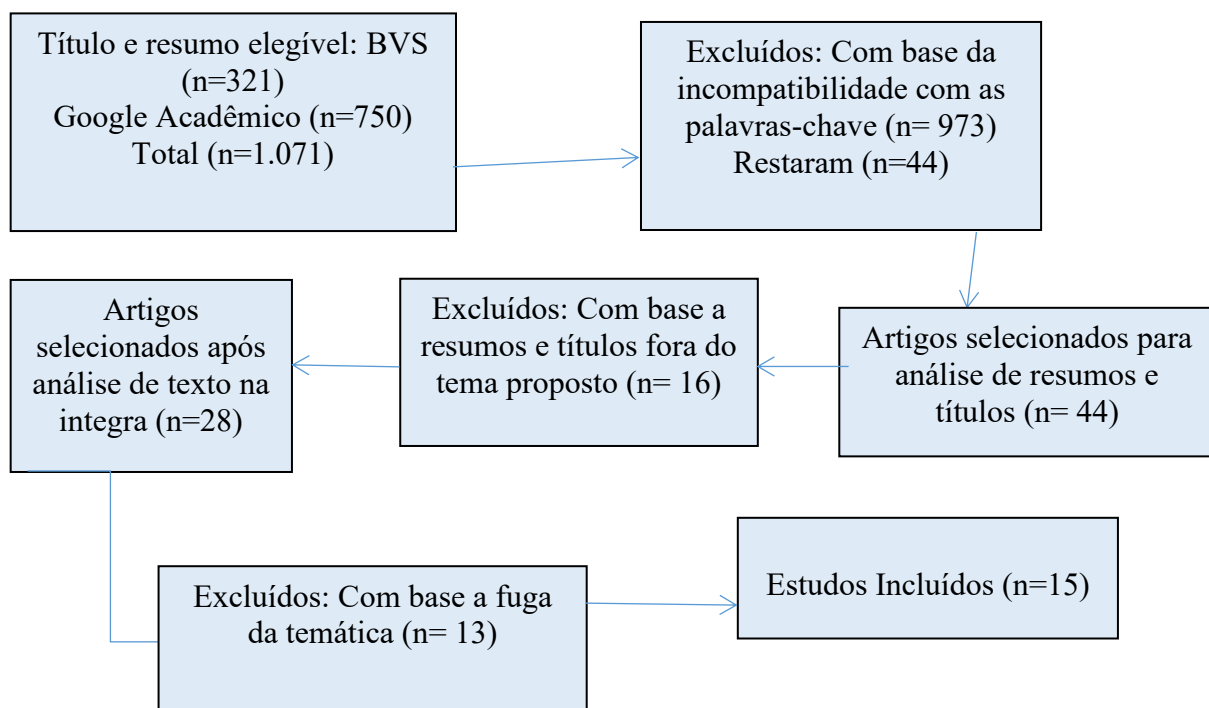 Título e resumo elegível: BVS
(n=321)
Google Acadêmico (n=750)
Total (n=1.071)
Excluídos: Com base da
incompatibilidade com as
palavras-chave (n= 973)
Restaram (n=44)
Artigos selecionados para
análise de resumos e
títulos (n= 44)
Excluídos: Com base a
resumos e títulos fora do
tema proposto (n= 16)
Artigos
selecionados após
análise de texto na
integra (n=28)
Excluídos: Com base a fuga
da temática (n= 13)
Estudos Incluídos (n=15)